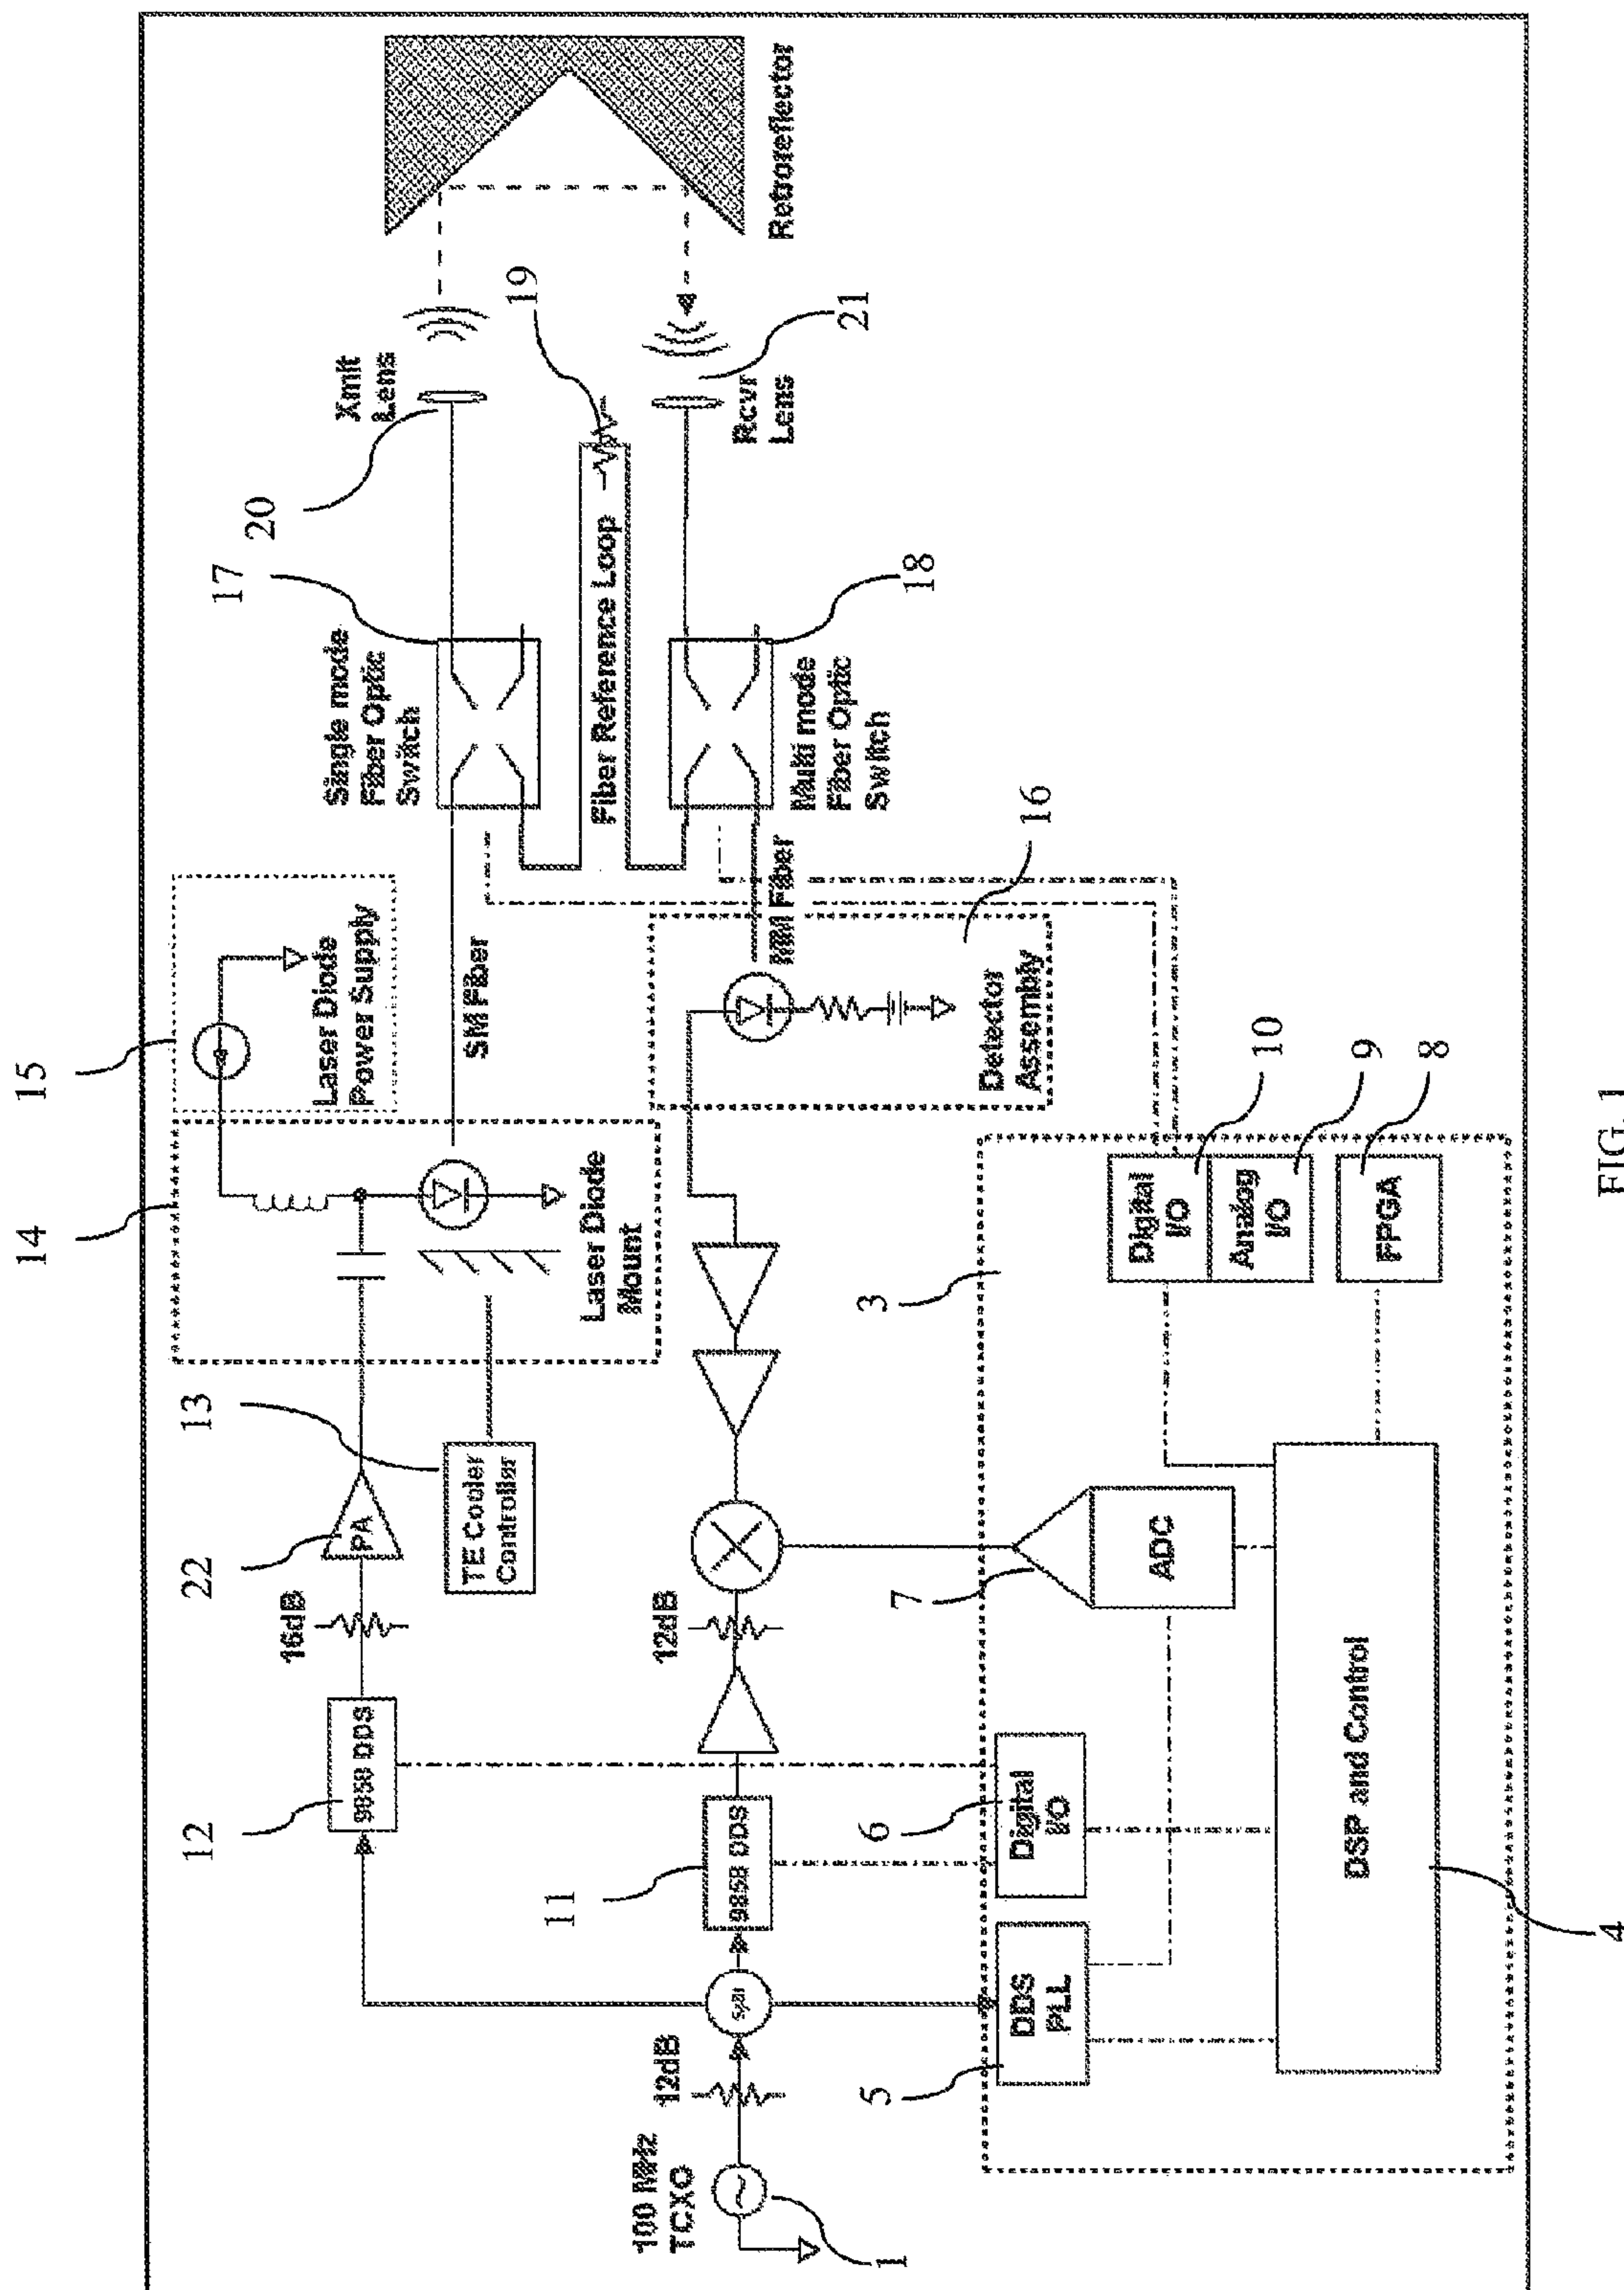 15
14
20
17
19
22
13
12
16dB
PA
TE Cooler
Controller
9850 DDS
Laser Diode
Power Supply
Laser Diode
Mount
SM Fiber
Single mode
Fiber Optic
Switch
Xmit
Lens
Fiber Reference Loop
Retroreflector
Rcvr
Lens
21
18
Multi mode
Fiber Optic
Switch
MM Fiber
16
Detector
Assembly
100 MHz
TCXO
1
12dB
Split
11
9850 DDS
12dB
3
5
DDS
PLL
6
Digital
I/O
7
ADC
DSP and Control
4
Digital
I/O
10
Analog
I/O
9
FPGA
8
FIG. 1